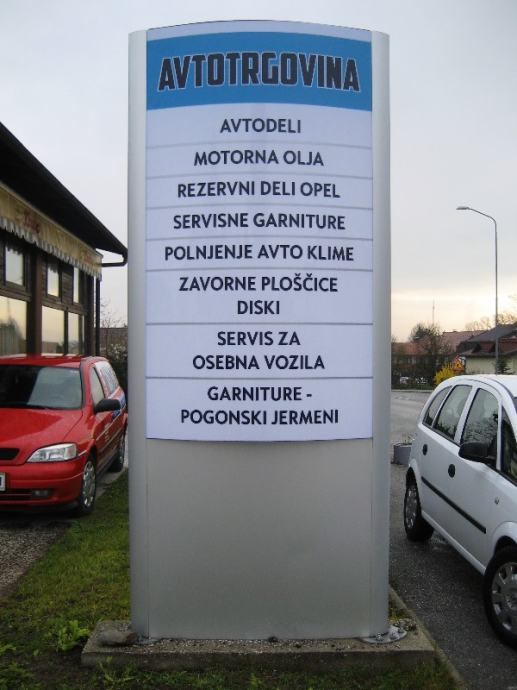 AVTOTRGOVINA
AVTODELI
MOTORNA OLJA
REZERVNI DELI OPEL
SERVISNE GARNITURE
POLNJENJE AVTO KLIME
ZAVORNE PLOŠČICE
DISKI
SERVIS ZA
OSEBNA VOZILA
GARNITURE -
POGONSKI JERMENI